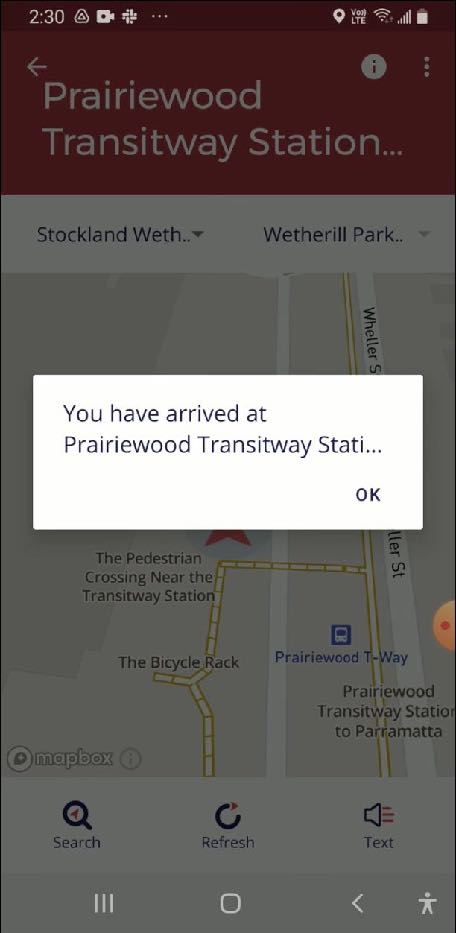 2:30
Vo)) LTE
Prairiewood
Transitway Station...
Stockland Weth..
Wetherill Park..
Wheller S
You have arrived at
Prairiewood Transitway Stati...
OK
ller St
The Pedestrian
Crossing Near the
Transitway Station
The Bicycle Rack
Prairiewood T-Way
Prairiewood
Transitway Station
to Parramatta
mapbox
Search
Refresh
Text